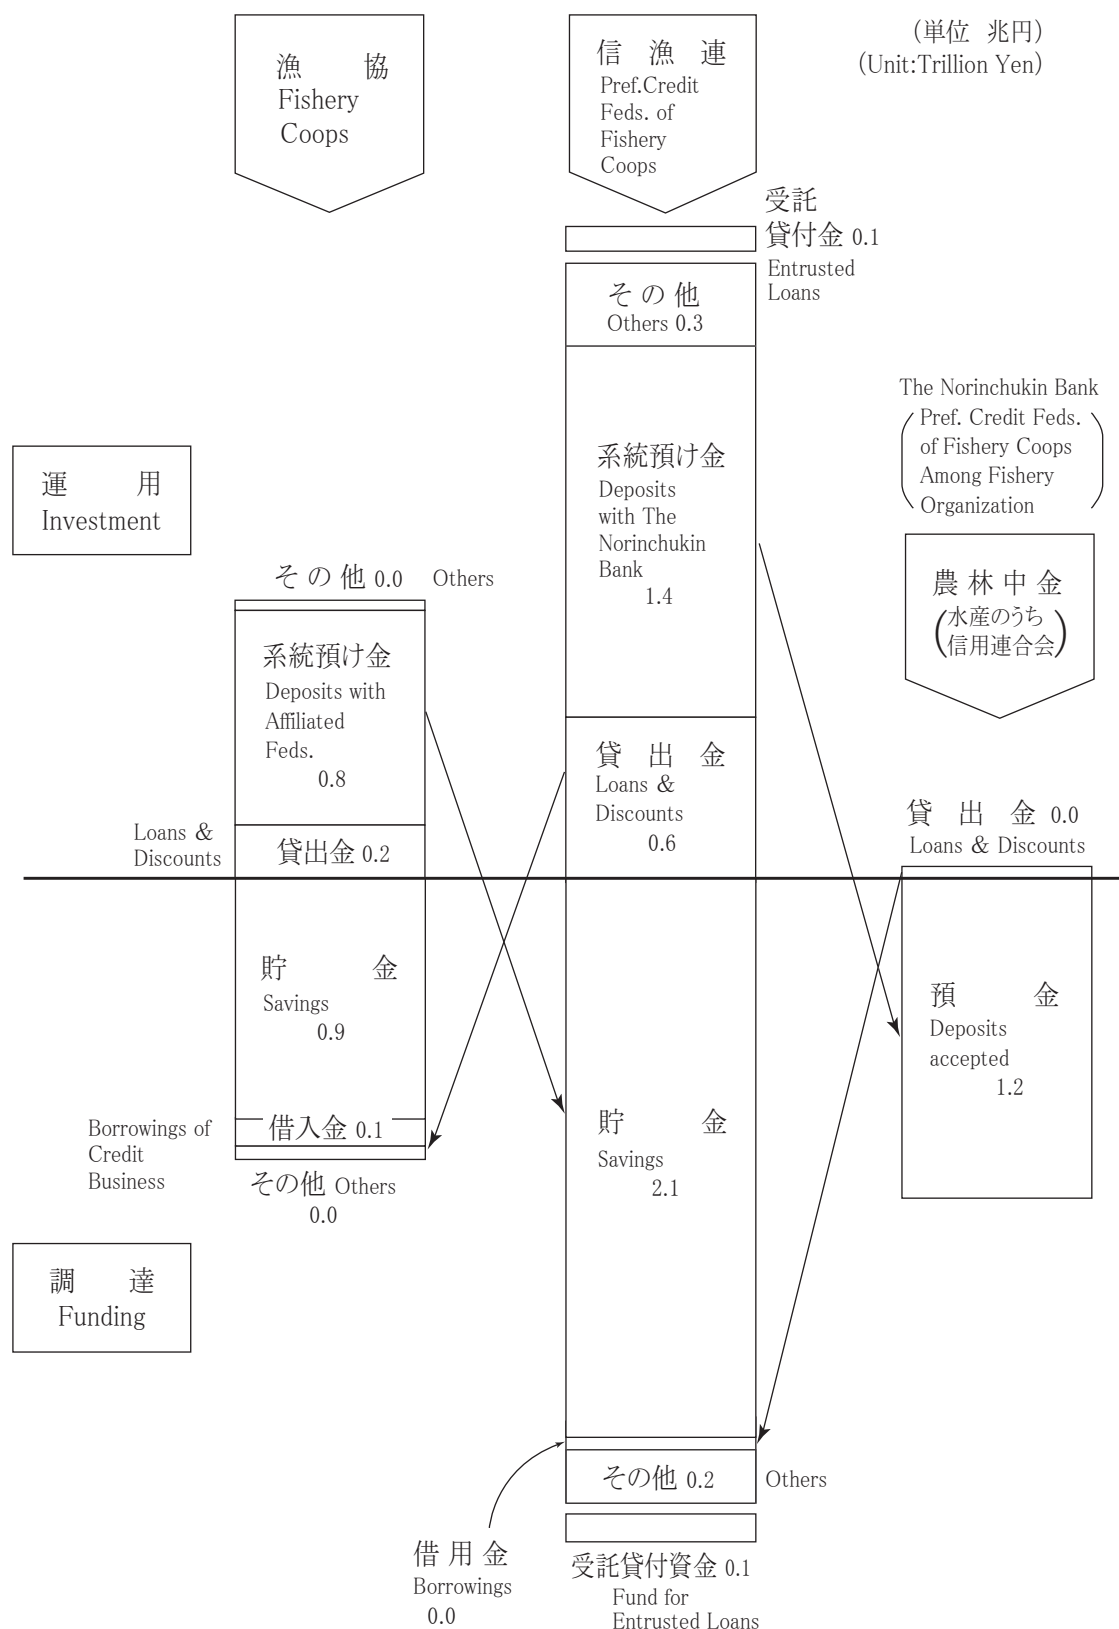 (単位 兆円)
(Unit:Trillion Yen)
漁協
Fishery
Coops
信漁連
Pref.Credit
Feds. of
Fishery
Coops
受託
貸付金 0.1
Entrusted
Loans
その他
Others 0.3
系統預け金
Deposits
with The
Norinchukin
Bank
1.4
貸出金
Loans &
Discounts
0.6
The Norinchukin Bank
(Pref. Credit Feds.
of Fishery Coops
Among Fishery
Organization)
農林中金
(水産のうち
信用連合会)
運用
Investment
その他 0.0 Others
系統預け金
Deposits with
Affiliated
Feds.
0.8
Loans &
Discounts
貸出金 0.2
貸出金 0.0
Loans & Discounts
貯金
Savings
0.9
Borrowings of
Credit
Business
借入金 0.1
その他 Others
0.0
貯金
Savings
2.1
預金
Deposits
accepted
1.2
調達
Funding
その他 0.2 Others
借用金
Borrowings
0.0
受託貸付資金 0.1
Fund for
Entrusted Loans